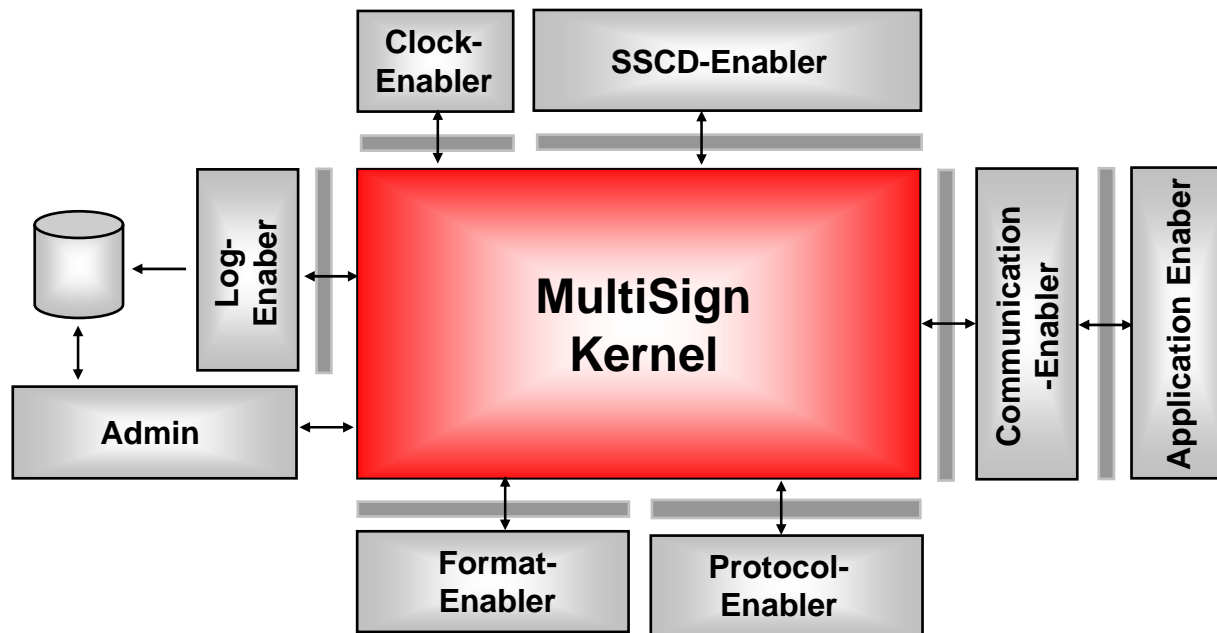 Clock-
Enabler
SSCD-Enabler
Log-
Enaber
MultiSign
Kernel
Communication
-Enabler
Application Enaber
Admin
Format-
Enabler
Protocol-
Enabler